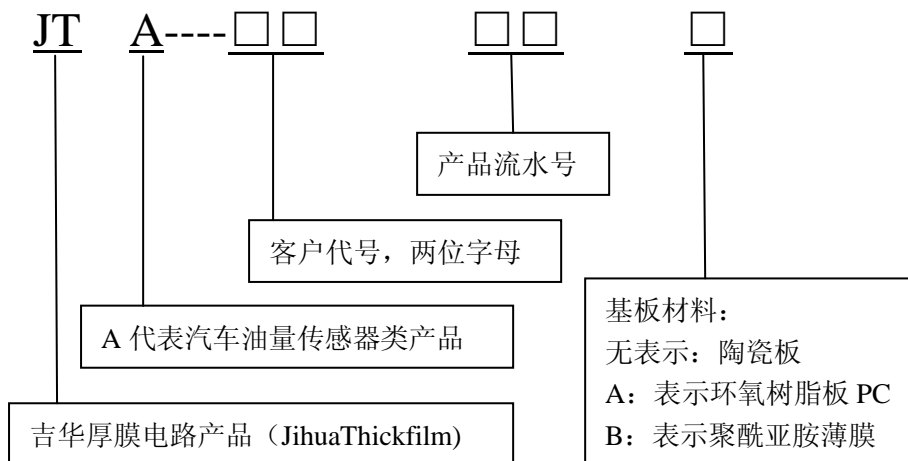 JT A----□□ □□ □
产品流水号
客户代号，两位字母
A 代表汽车油量传感器类产品
吉华厚膜电路产品（JihuaThickfilm)
基板材料：
无表示：陶瓷板
A：表示环氧树脂板 PC
B：表示聚酰亚胺薄膜